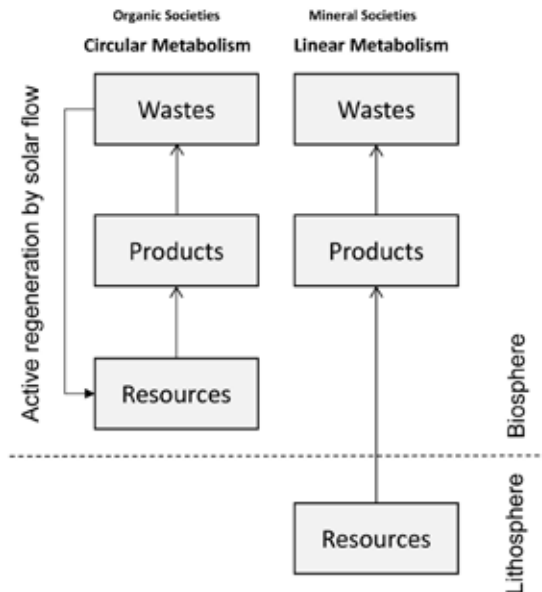 Organic Societies
Circular Metabolism
Mineral Societies
Linear Metabolism
Wastes
Wastes
Products
Products
Resources
Resources
Active regeneration by solar flow
Biosphere
Lithosphere